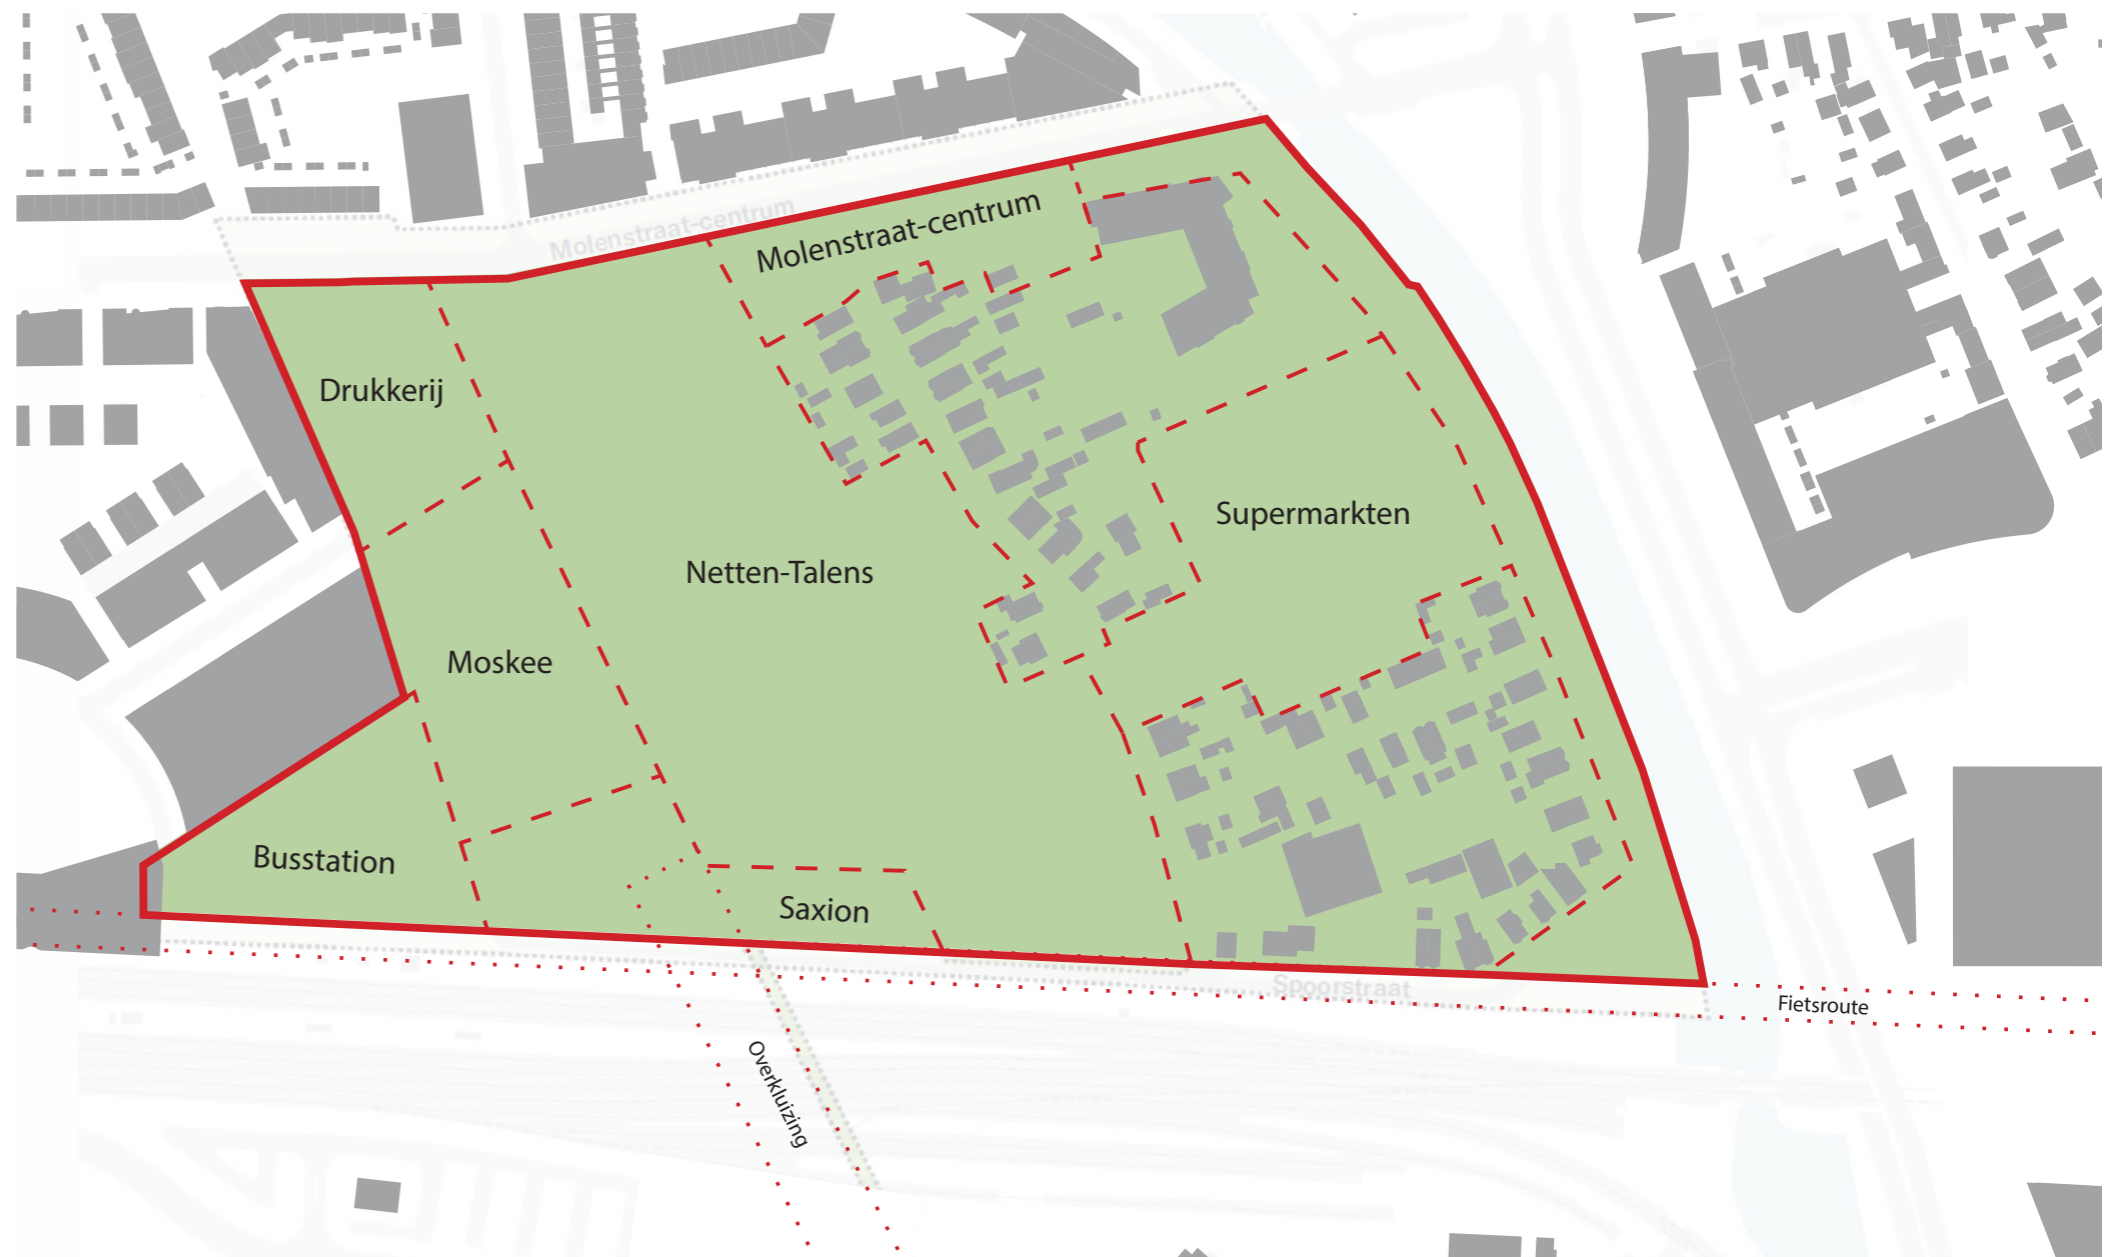 Molenstraat-centrum
Molenstraat-centrum
Drukkerij
Supermarkten
Netten-Talens
Moskee
Busstation
Saxion
Spoorstraat
Fietsroute
Overkluizing